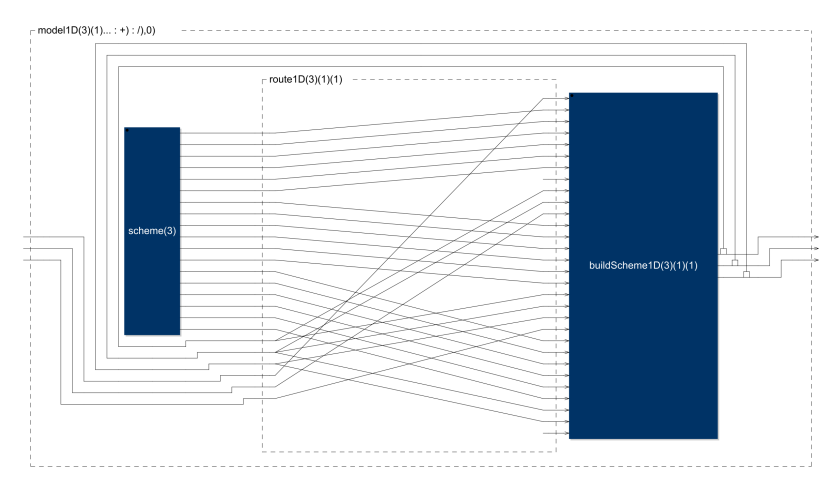 model1D(3)(1)... : +) : /),0)
route1D(3)(1)(1)
scheme(3)
buildScheme1D(3)(1)(1)